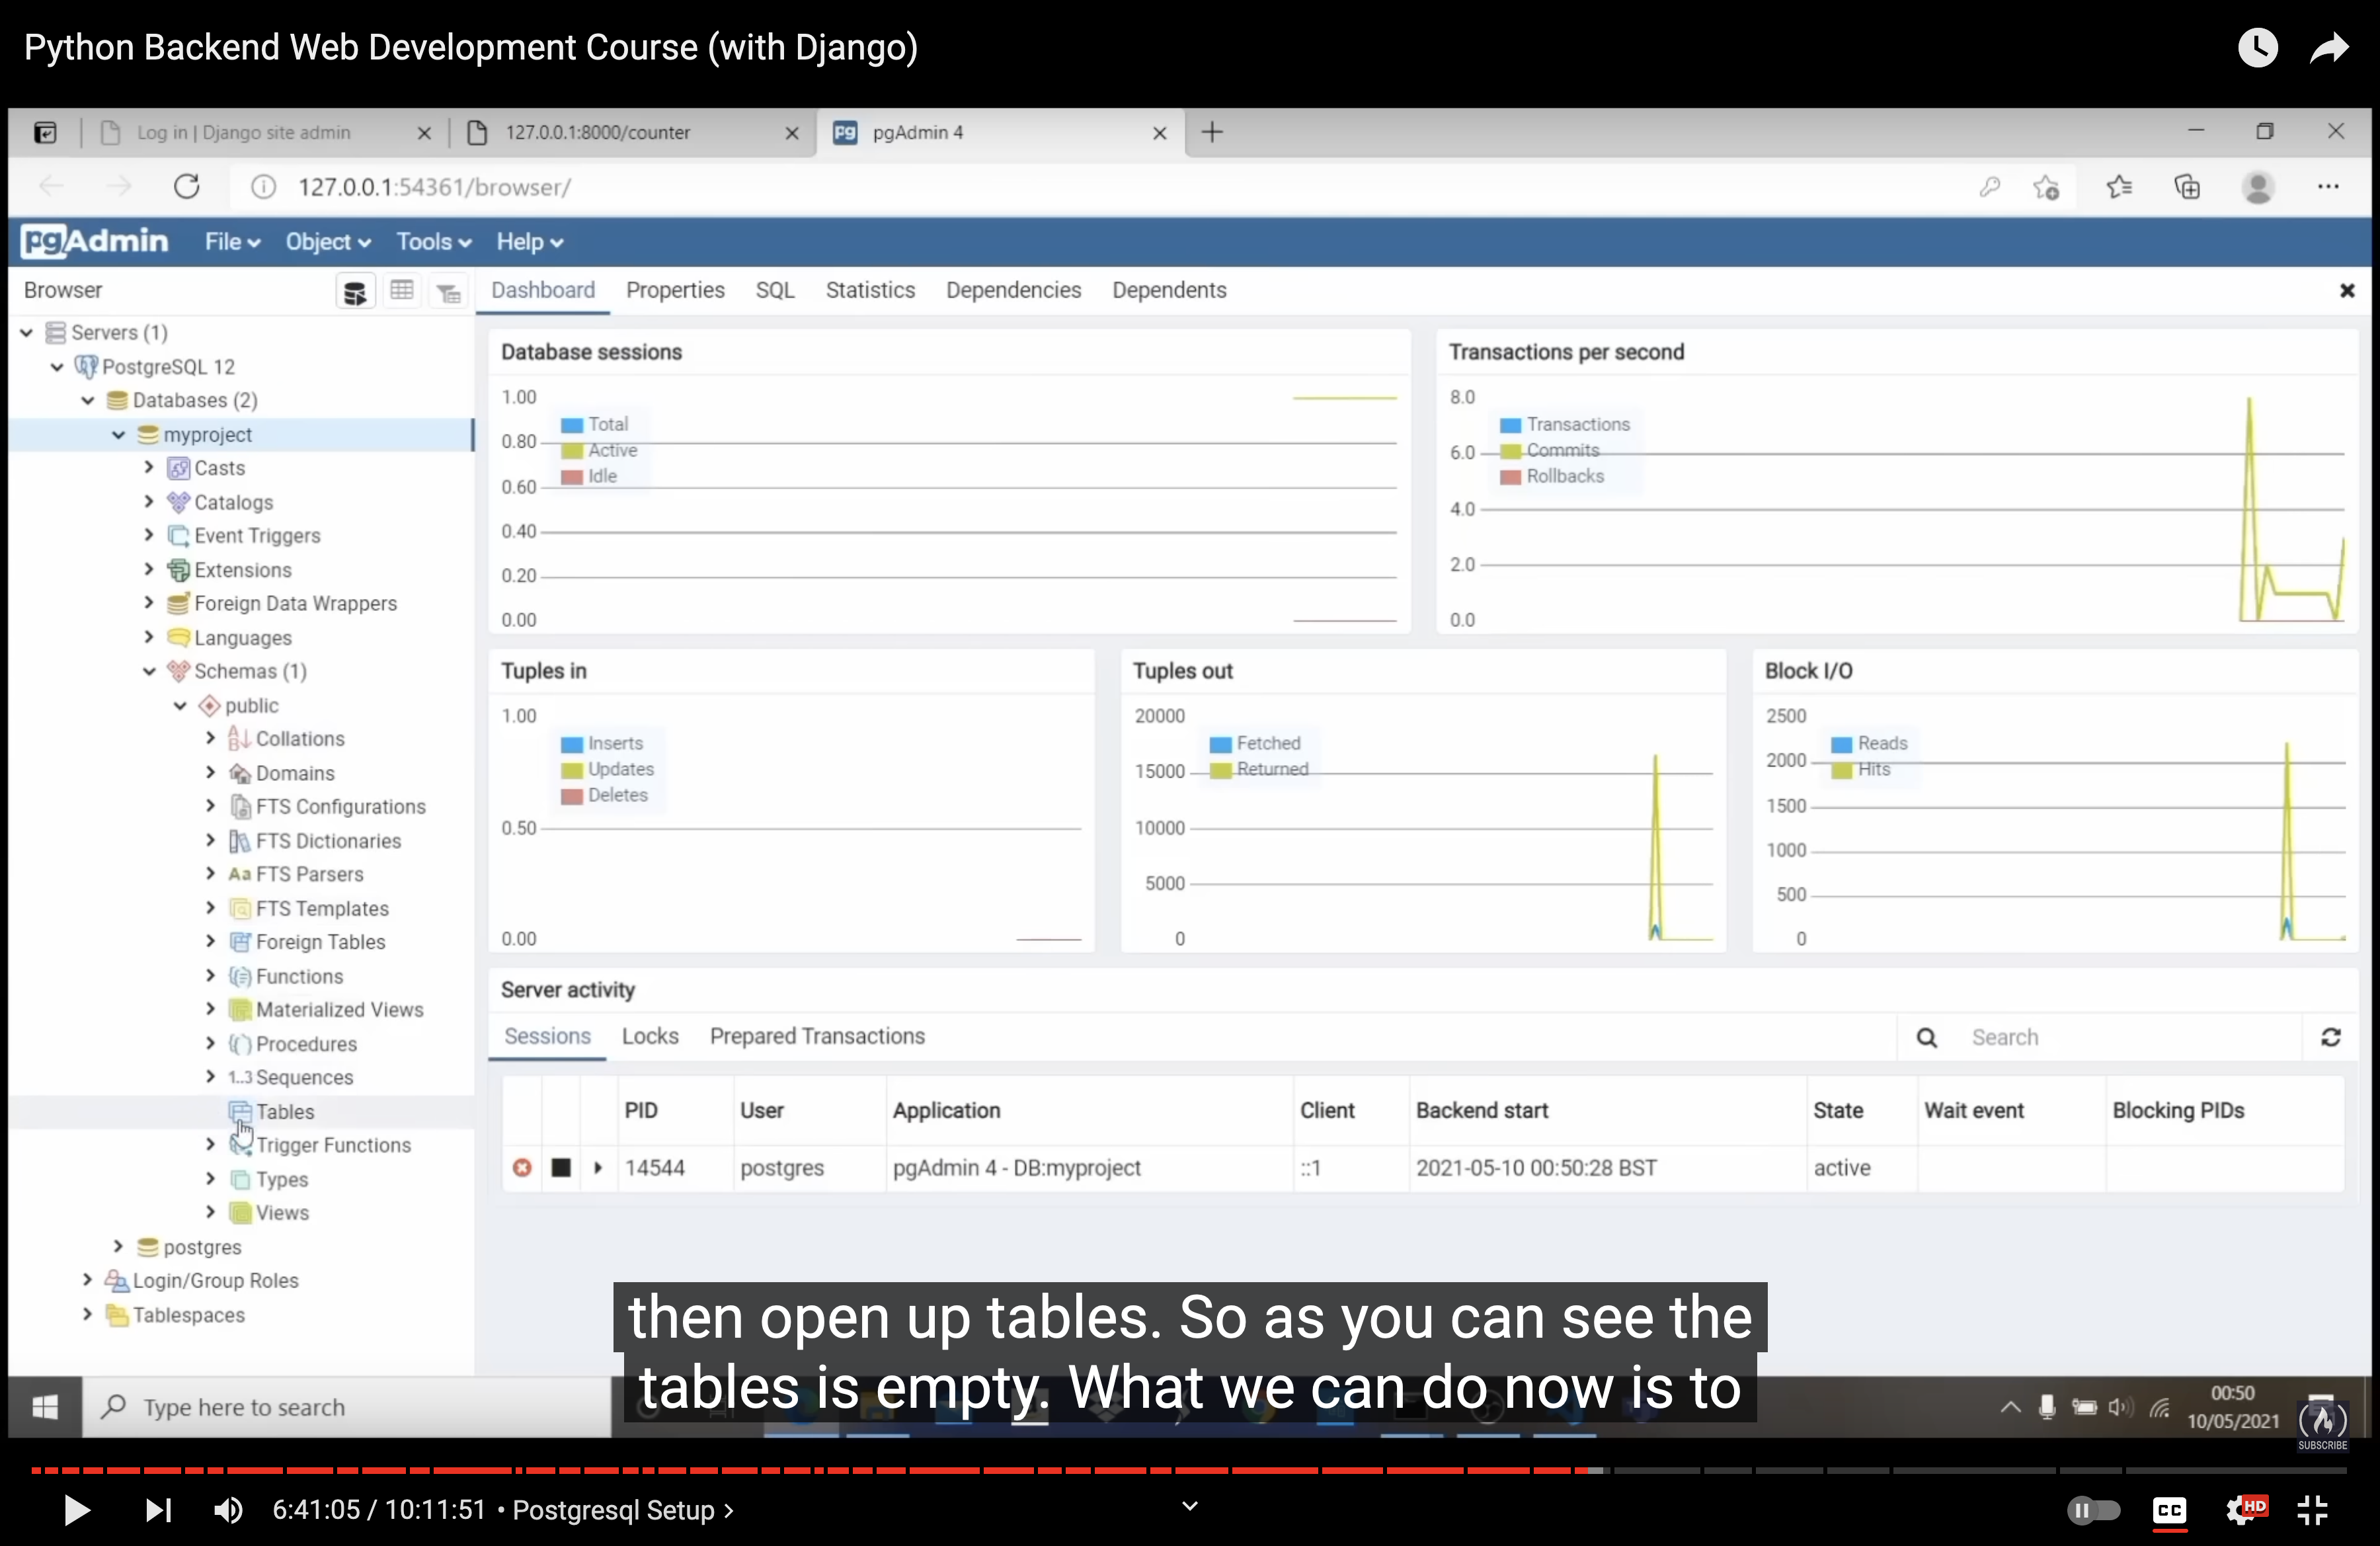 Python Backend Web Development Course (with Django)
Log in | Django site admin
127.0.0.1:8000/counter
pgAdmin 4
127.0.0.1:54361/browser/
pgAdmin
File
Object
Tools
Help
Browser
Dashboard
Properties
SQL
Statistics
Dependencies
Dependents
Servers (1)
PostgreSQL 12
Databases (2)
myproject
Casts
Catalogs
Event Triggers
Extensions
Foreign Data Wrappers
Languages
Schemas (1)
public
Collations
Domains
FTS Configurations
FTS Dictionaries
Aa FTS Parsers
FTS Templates
Foreign Tables
Functions
Materialized Views
Procedures
1..3 Sequences
Tables
Trigger Functions
Types
Views
postgres
Login/Group Roles
Tablespaces
Database sessions
1.00
0.80
0.60
0.40
0.20
0.00
Total
Active
Idle
Transactions per second
8.0
6.0
4.0
2.0
0.0
Transactions
Commits
Rollbacks
Tuples in
1.00
0.50
0.00
Inserts
Updates
Deletes
Tuples out
20000
15000
10000
5000
0
Fetched
Returned
Block I/O
2500
2000
1500
1000
500
0
Reads
Hits
Server activity
Sessions
Locks
Prepared Transactions
Search
PID User Application Client Backend start State Wait event Blocking PIDs
14544 postgres pgAdmin 4 - DB:myproject ::1 2021-05-10 00:50:28 BST active
then open up tables. So as you can see the
tables is empty. What we can do now is to
Type here to search
00:50
10/05/2021
SUBSCRIBE
6:41:05 / 10:11:51 • Postgresql Setup
CC
HD